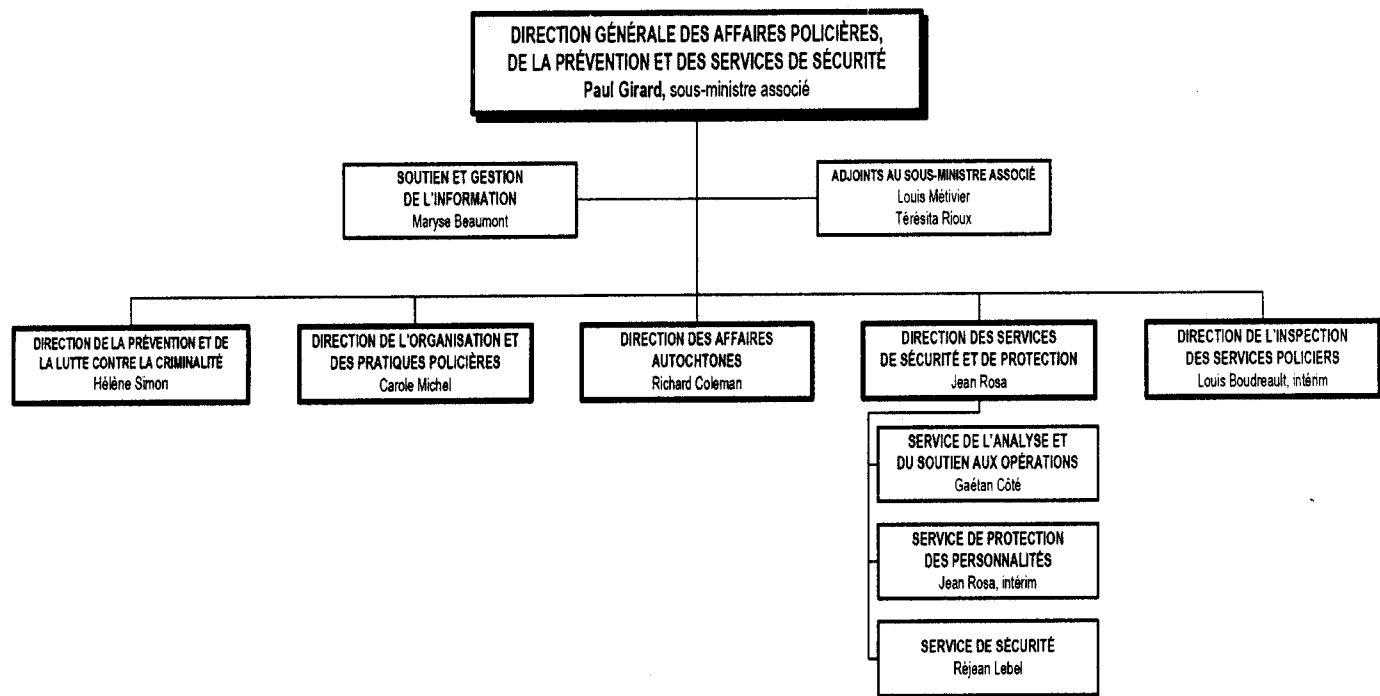 DIRECTION GÉNÉRALE DES AFFAIRES POLICIÈRES,
DE LA PRÉVENTION ET DES SERVICES DE SÉCURITÉ
Paul Girard, sous-ministre associé
SOUTIEN ET GESTION
DE L'INFORMATION
Maryse Beaumont
ADJOINTS AU SOUS-MINISTRE ASSOCIÉ
Louis Métivier
Térésita Rioux
DIRECTION DE LA PRÉVENTION ET DE
LA LUTTE CONTRE LA CRIMINALITÉ
Hélène Simon
DIRECTION DE L'ORGANISATION ET
DES PRATIQUES POLICIÈRES
Carole Michel
DIRECTION DES AFFAIRES
AUTOCHTONES
Richard Coleman
DIRECTION DES SERVICES
DE SÉCURITÉ ET DE PROTECTION
Jean Rosa
DIRECTION DE L'INSPECTION
DES SERVICES POLICIERS
Louis Boudreault, intérim
SERVICE DE L'ANALYSE ET
DU SOUTIEN AUX OPÉRATIONS
Gaétan Côté
SERVICE DE PROTECTION
DES PERSONNALITÉS
Jean Rosa, intérim
SERVICE DE SÉCURITÉ
Réjean Lebel